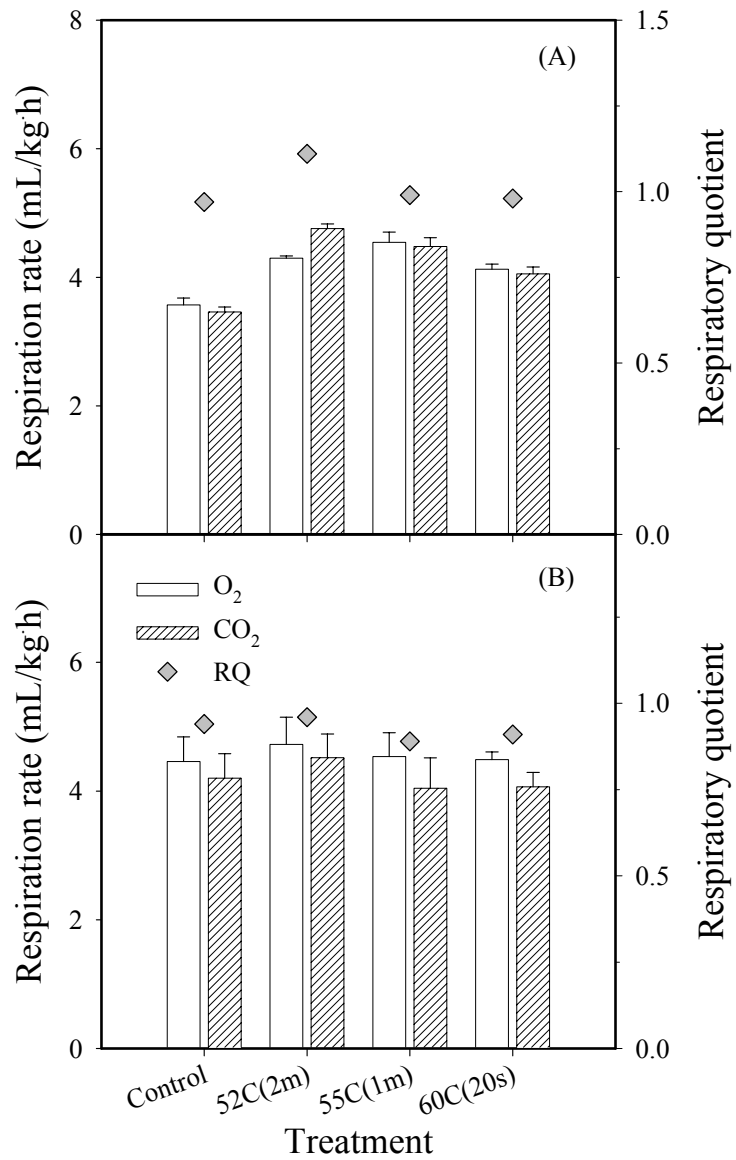 8
6
4
2
0
Respiration rate (mL/kg·h)
(A)
1.5
1.0
0.5
0.0
Respiratory quotient
6
4
2
0
Respiration rate (mL/kg·h)
(B)
O2
CO2
RQ
1.0
0.5
0.0
Respiratory quotient
Control
52C(2m)
55C(1m)
60C(20s)
Treatment